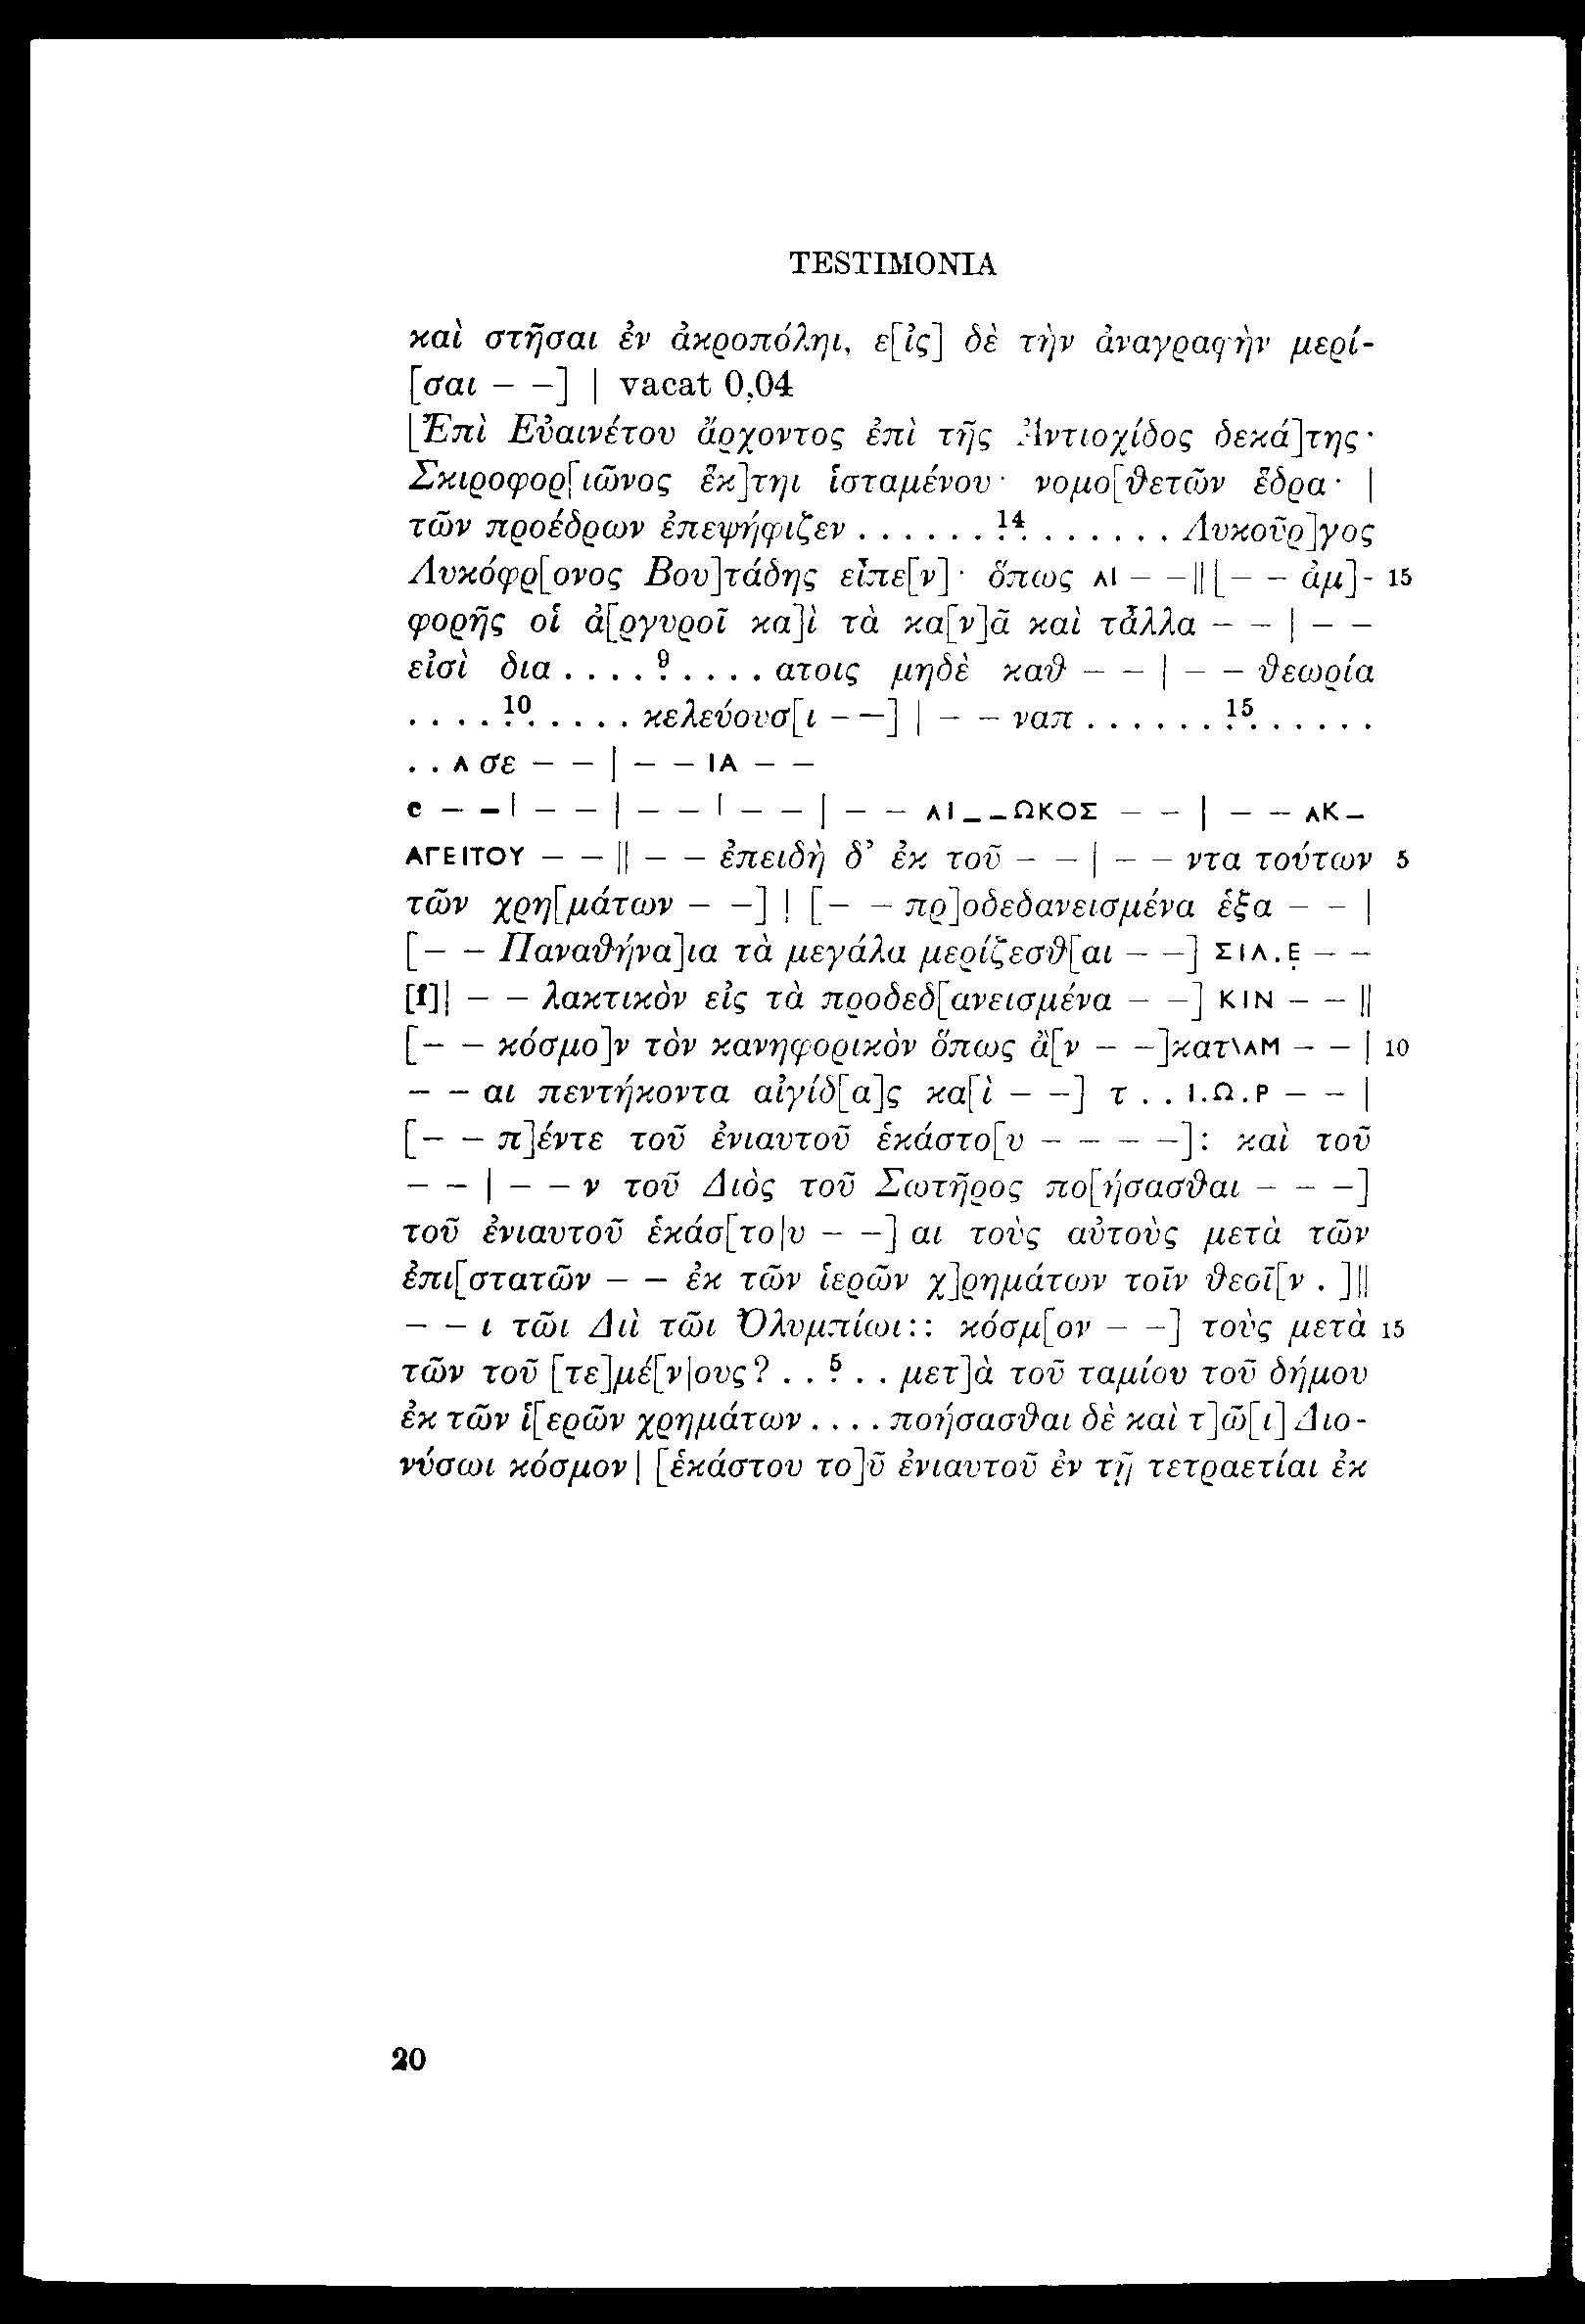 TESTIMONIA
καὶ στῆσαι ἐν ἀκροπόληι, ε[ἰς] δὲ τὴν ἀναγραφὴν μερί-
[σαι – –] | vacat 0,04
[Ἐπὶ Εὐαινέτου ἄρχοντος ἐπὶ τῆς Ἀντιοχίδος δεκά]της·
Σκιροφορ[ιῶνος ἕκ]τηι ἱσταμένου· νομο[θετῶν ἕδρα· |
τῶν προέδρων ἐπεψήφιζεν ......14....... Λυκοῦρ]γος
Λυκόφρ[ονος Βου]τάδης εἶπε[ν]· ὅπως ΛΙ – –||[– – ἀμ]- 15
φορῆς οἱ ἀ[ργυροῖ κα]ὶ τὰ κα[ν]ᾶ καὶ τἆλλα – – | – –
εἰσὶ δια ....9.... ατοις μηδὲ καθ – – | – – θεωρία
....10..... κελεύουσ[ι – –] | – – ναπ ......15......
. . Λ σε – – | – – ΙΑ – –
c – – | – – | – – | – – | – – ΛΙ _ _ ΩΚΟΣ – – | – – ΛΚ –
ΑΓΕΙΤΟΥ – – || – – ἐπειδὴ δ’ ἐκ τοῦ – – | – – ντα τούτων 5
τῶν χρη[μάτων – –] | [– – πρ]οδεδανεισμένα ἐξα – – |
[– – Παναθήνα]ια τὰ μεγάλα μερίζεσθ[αι – –] ΣΙΛ.Ε̣ – –
[f]| – – λακτικὸν εἰς τὰ προδεδ[ανεισμένα – –] ΚΙΝ – – ||
[– – κόσμο]ν τὸν κανηφορικὸν ὅπως ἂ[ν – –]κατ\ΛΜ – – | 10
– – αι πεντήκοντα αἰγίδ[α]ς κα[ὶ – –] τ . . Ι.Ω.Ρ – – |
[– – π]έντε τοῦ ἐνιαυτοῦ ἑκάστο[υ – – – –]: καὶ τοῦ
– – | – – ν τοῦ Διὸς τοῦ Σωτῆρος πο[ήσασθαι – – –]
τοῦ ἐνιαυτοῦ ἑκάσ[το|υ – –] αι τοὺς αὐτοὺς μετὰ τῶν
ἐπι[στατῶν – – ἐκ τῶν ἱερῶν χ]ρημάτων τοῖν θεοῖ[ν . ]||
– – ι τῶι Διὶ τῶι Ὀλυμπίωι:: κόσμ[ον – –] τοὺς μετὰ 15
τῶν τοῦ [τε]μέ[ν|ους? . . 5 . . μετ]ὰ τοῦ ταμίου τοῦ δήμου
ἐκ τῶν ἱ[ερῶν χρημάτων .... ποήσασθαι δὲ καὶ τ]ῶ[ι] Διο-
νύσωι κόσμον | [ἑκάστου το]ῦ ἐνιαυτοῦ ἐν τῇ τετραετίαι ἐκ
20